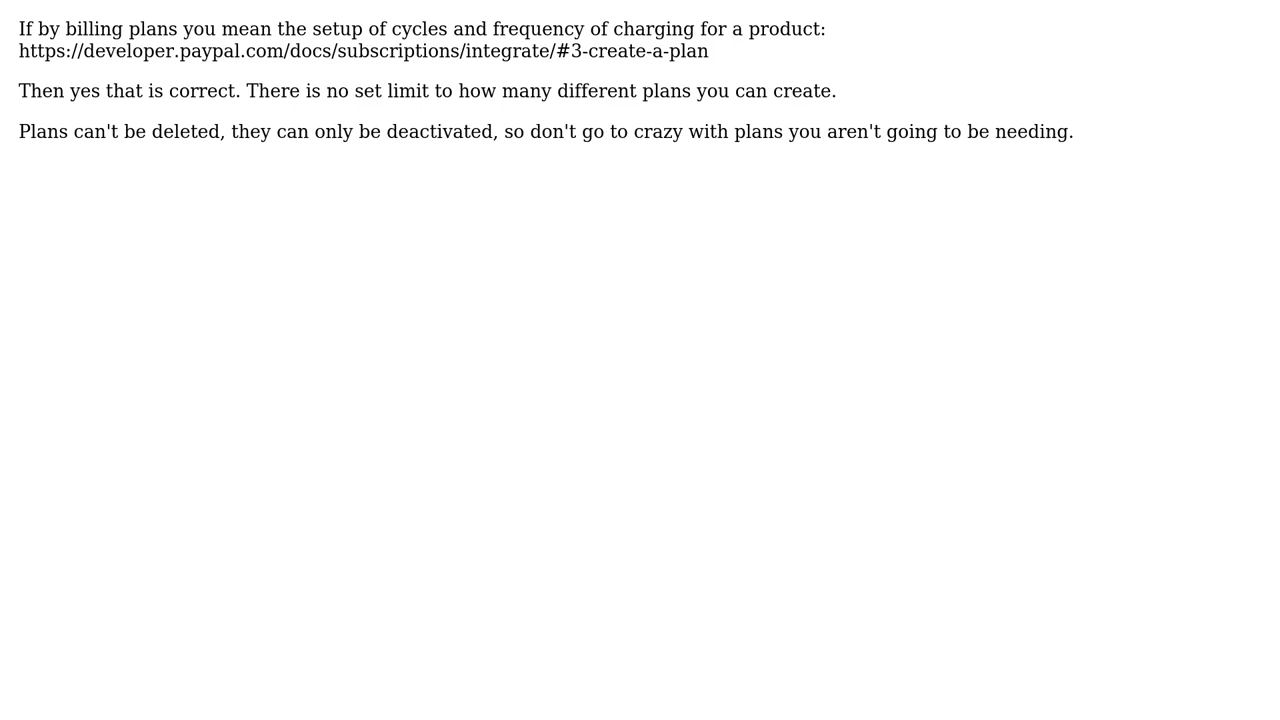 If by billing plans you mean the setup of cycles and frequency of charging for a product:
https://developer.paypal.com/docs/subscriptions/integrate/#3-create-a-plan
Then yes that is correct. There is no set limit to how many different plans you can create.
Plans can't be deleted, they can only be deactivated, so don't go to crazy with plans you aren't going to be needing.